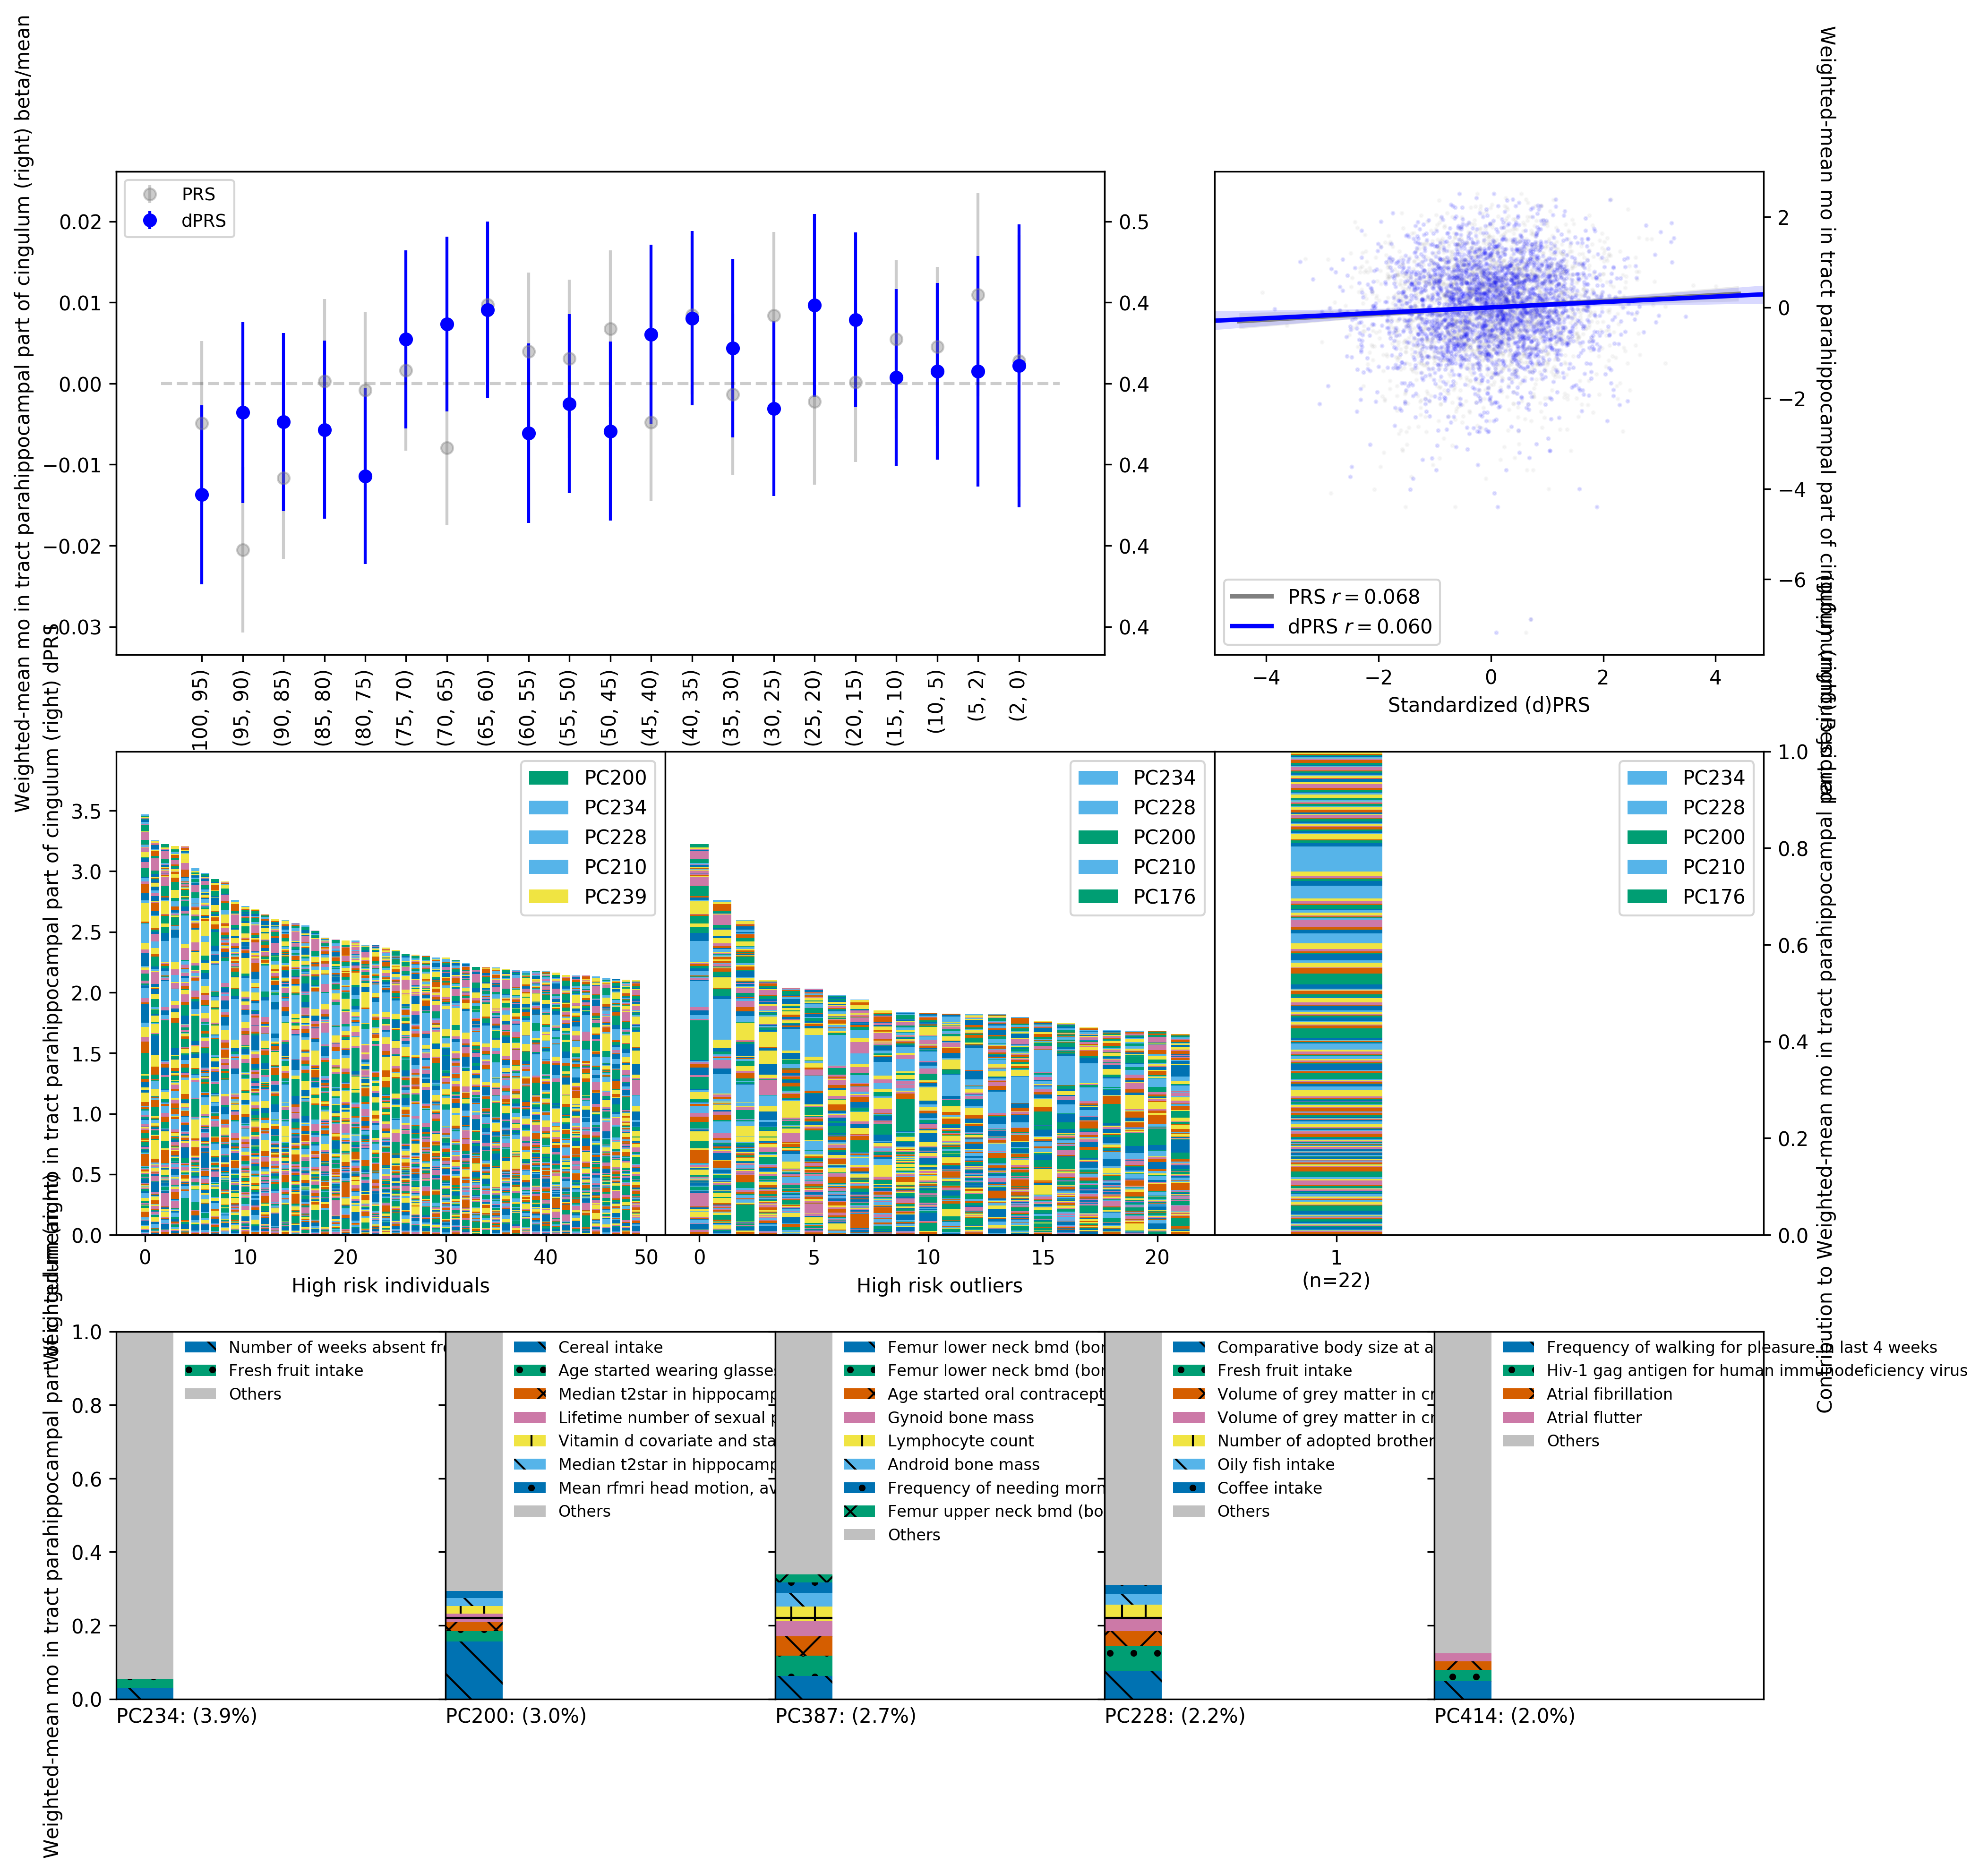 Weighted-mean mo in tract parahippocampal part of cingulum (right) beta/mean
PRS
dPRS
0.02
0.01
0.00
−0.01
−0.02
0.03
0.5
0.4
0.4
0.4
0.4
0.4
100, 95)
(95, 90)
(90, 85)
(85, 80)
(80, 75)
(75, 70)
(70, 65)
(65, 60)
(60, 55)
(55, 50)
(50, 45)
(45, 40)
(40, 35)
(35, 30)
(30, 25)
(25, 20)
(20, 15)
(15, 10)
(10, 5)
(5, 2)
(2, 0)
PRS r = 0.068
dPRS r = 0.060
2
0
−2
−4
−6
−4
−2
0
2
4
Standardized (d)PRS
Weighted-mean mo in tract parahippocampal part of cingulum (right) Residual
in tract parahippocampal part of cingulum (right) dPRS
3.5
3.0
2.5
2.0
1.5
1.0
0.5
0.0
PC200
PC234
PC228
PC210
PC239
0
10
20
30
40
50
High risk individuals
PC234
PC228
PC200
PC210
PC176
0
5
10
15
20
High risk outliers
PC234
PC228
PC200
PC210
PC176
1
(n=22)
1.0
0.8
0.6
0.4
0.2
0.0
Contribution to Weighted-mean mo in tract parahippocampal part
Weighted-mean mo in tract parahippocampal part of cingulum (right)
1.0
0.8
0.6
0.4
0.2
0.0
Number of weeks absent
Fresh fruit intake
Others
PC234: (3.9%)
Cereal intake
Age started wearing glasse
Median t2star in hippocamp
Lifetime number of sexual p
Vitamin d covariate and sta
Median t2star in hippocamp
Mean rfmri head motion, av
Others
PC200: (3.0%)
Femur lower neck bmd (bor
Femur lower neck bmd (bor
Age started oral contracept
Gynoid bone mass
Lymphocyte count
Android bone mass
Frequency of needing morn
Femur upper neck bmd (bo
Others
PC387: (2.7%)
Comparative body size at a
Fresh fruit intake
Volume of grey matter in cr
Volume of grey matter in cr
Number of adopted brother
Oily fish intake
Coffee intake
Others
PC228: (2.2%)
Frequency of walking for pleasure in last 4 weeks
Hiv-1 gag antigen for human immunodeficiency virus
Atrial fibrillation
Atrial flutter
Others
PC414: (2.0%)